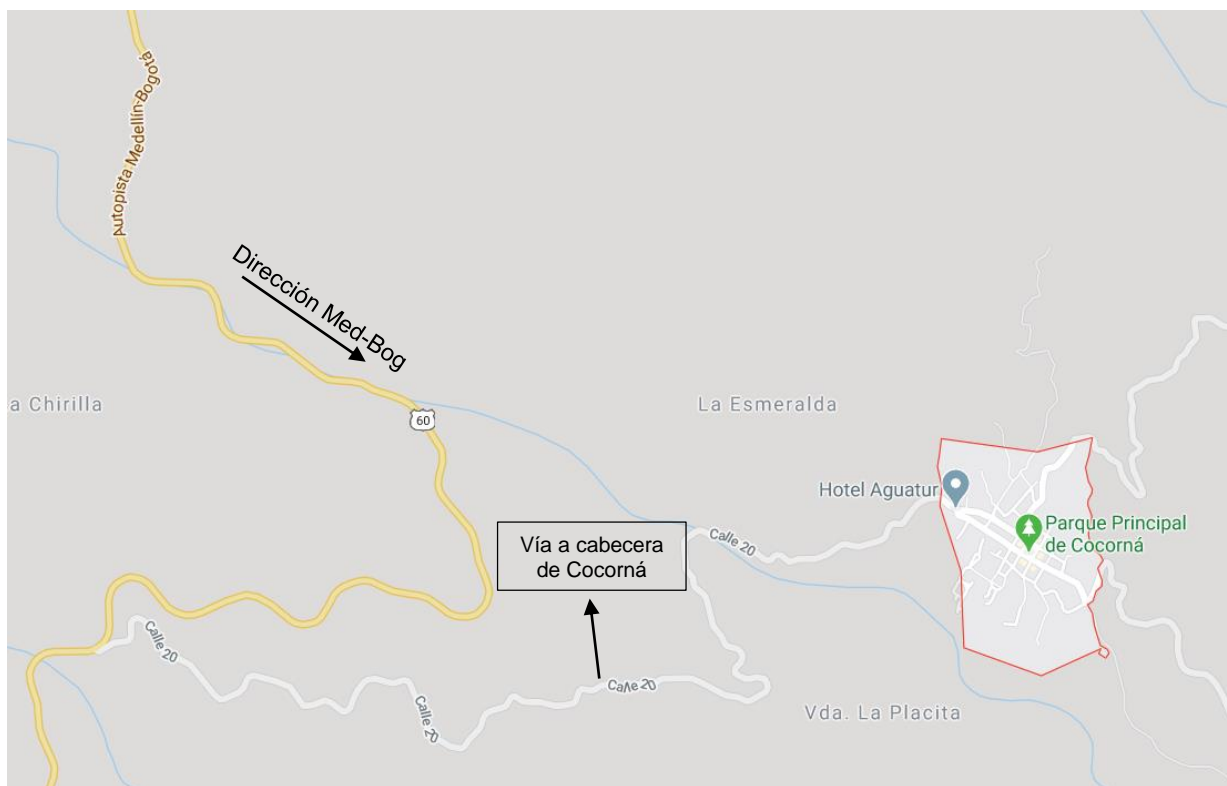 Autopista Medellín-Bogotá
Dirección Med-Bog
a Chirilla
60
La Esmeralda
Hotel Aguatur
Parque Principal
de Cocorná
Vía a cabecera
de Cocorná
Calle 20
Calle 20
Calle 20
Calle 20
Vda. La Placita